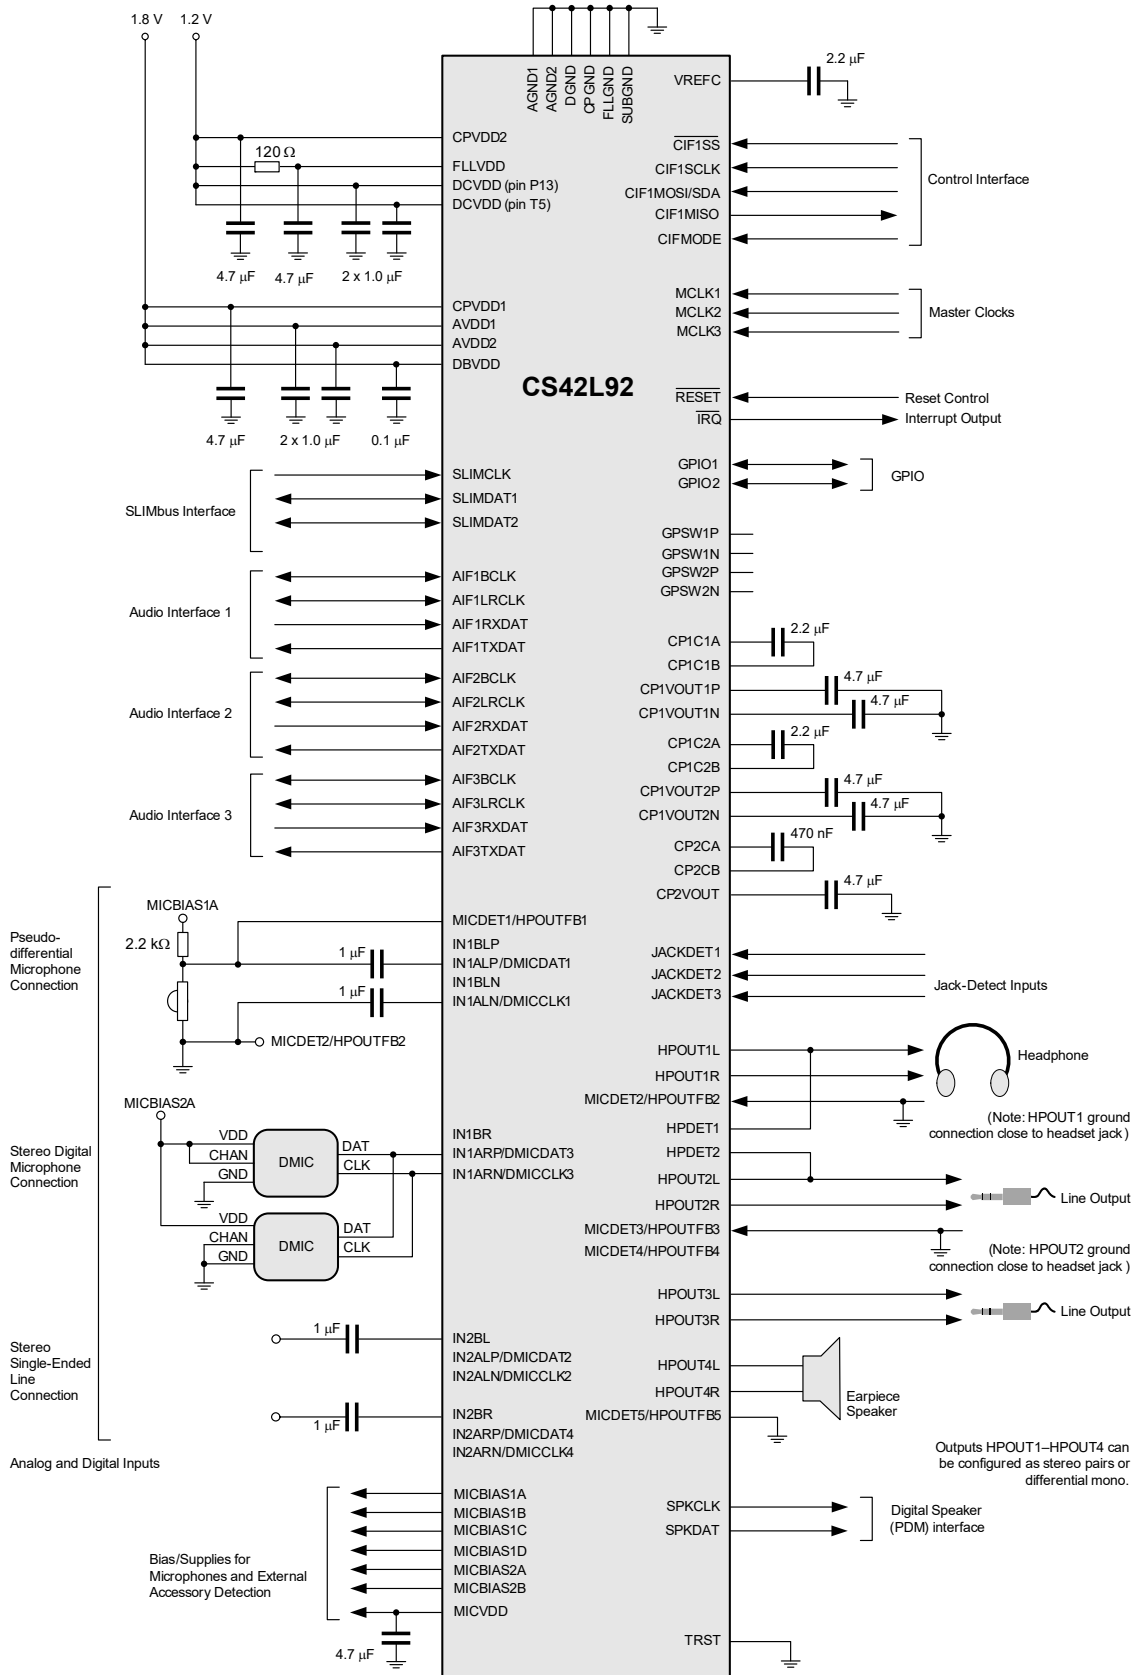 1.8 V
1.2 V
AGND1
AGND2
DGND
CPGND
FLLGND
SUBGND
CPVDD2
120 Ω
FLLVDD
DCVDD (pin P13)
DCVDD (pin T5)
4.7 μF
4.7 μF
2 x 1.0 μF
CPVDD1
AVDD1
AVDD2
DBVDD
4.7 μF
2 x 1.0 μF
0.1 μF
CS42L92
SLIMbus Interface
SLIMCLK
SLIMDAT1
SLIMDAT2
Audio Interface 1
AIF1BCLK
AIF1LRCLK
AIF1RXDAT
AIF1TXDAT
Audio Interface 2
AIF2BCLK
AIF2LRCLK
AIF2RXDAT
AIF2TXDAT
Audio Interface 3
AIF3BCLK
AIF3LRCLK
AIF3RXDAT
AIF3TXDAT
Pseudo-
differential
Microphone
Connection
MICBIAS1A
2.2 kΩ
1 μF
1 μF
MICDET2/HPOUTFB2
MICDET1/HPOUTFB1
IN1BLP
IN1ALP/DMICDAT1
IN1BLN
IN1ALN/DMICCLK1
Stereo Digital
Microphone
Connection
MICBIAS2A
VDD
CHAN
GND
DMIC
DAT
CLK
VDD
CHAN
GND
DMIC
DAT
CLK
IN1BR
IN1ARP/DMICDAT3
IN1ARN/DMICCLK3
Stereo
Single-Ended
Line
Connection
1 μF
1 μF
IN2BL
IN2ALP/DMICDAT2
IN2ALN/DMICCLK2
IN2BR
IN2ARP/DMICDAT4
IN2ARN/DMICCLK4
Analog and Digital Inputs
Bias/Supplies for
Microphones and External
Accessory Detection
MICBIAS1A
MICBIAS1B
MICBIAS1C
MICBIAS1D
MICBIAS2A
MICBIAS2B
MICVDD
4.7 μF
VREFC
2.2 μF
CIF1SS
CIF1SCLK
CIF1MOSI/SDA
CIF1MISO
CIFMODE
Control Interface
MCLK1
MCLK2
MCLK3
Master Clocks
RESET
Reset Control
IRQ
Interrupt Output
GPIO1
GPIO2
GPIO
GPSW1P
GPSW1N
GPSW2P
GPSW2N
CP1C1A
2.2 μF
CP1C1B
CP1VOUT1P
4.7 μF
CP1VOUT1N
4.7 μF
CP1C2A
2.2 μF
CP1C2B
CP1VOUT2P
4.7 μF
CP1VOUT2N
4.7 μF
CP2CA
470 nF
CP2CB
CP2VOUT
4.7 μF
JACKDET1
JACKDET2
JACKDET3
Jack-Detect Inputs
HPOUT1L
HPOUT1R
Headphone
MICDET2/HPOUTFB2
(Note: HPOUT1 ground
connection close to headset jack )
HPDET1
HPDET2
HPOUT2L
HPOUT2R
Line Output
MICDET3/HPOUTFB3
MICDET4/HPOUTFB4
(Note: HPOUT2 ground
connection close to headset jack )
HPOUT3L
HPOUT3R
Line Output
HPOUT4L
HPOUT4R
Earpiece
Speaker
MICDET5/HPOUTFB5
Outputs HPOUT1–HPOUT4 can
be configured as stereo pairs or
differential mono.
SPKCLK
SPKDAT
Digital Speaker
(PDM) interface
TRST